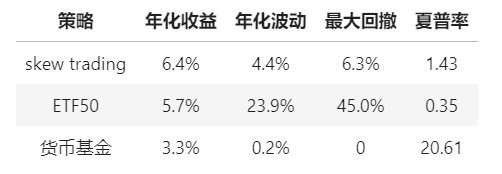 策略 年化收益 年化波动 最大回撤 夏普率
skew trading 6.4% 4.4% 6.3% 1.43
ETF50 5.7% 23.9% 45.0% 0.35
货币基金 3.3% 0.2% 0 20.61